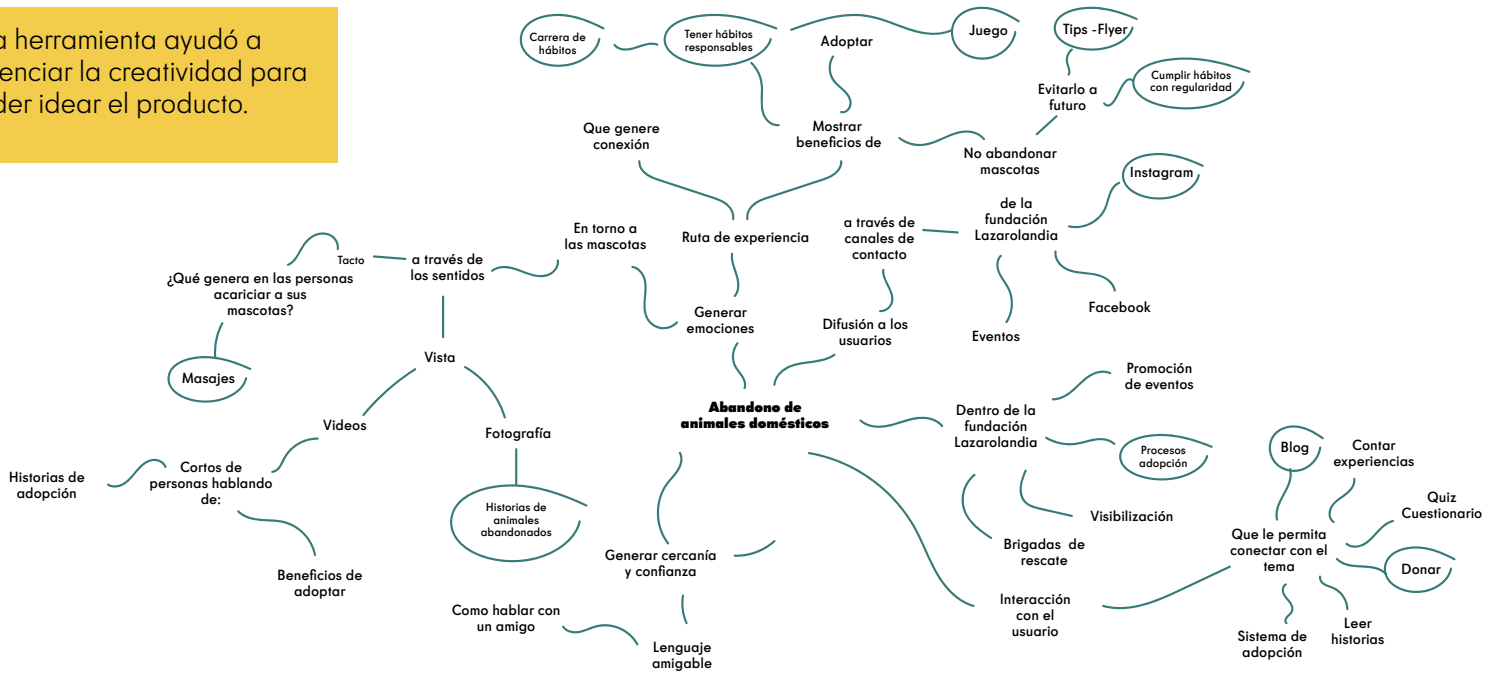 a herramienta ayudó a
enciar la creatividad para
der idear el producto.
Carrera de
hábitos
Tener hábitos
responsables
Adoptar
Juego
Tips -Flyer
Evitarlo a
futuro
Cumplir hábitos
con regularidad
Que genere
conexión
Mostrar
beneficios de
No abandonar
mascotas
Instagram
En torno a
las mascotas
Ruta de experiencia
a través de
canales de
contacto
de la
fundación
Lazarolandia
Tacto
a través de
los sentidos
¿Qué genera en las personas
acariciar a sus
mascotas?
Generar
emociones
Difusión a los
usuarios
Eventos
Facebook
Masajes
Vista
Abandono de
animales domésticos
Dentro de la
fundación
Lazarolandia
Promoción
de eventos
Procesos
adopción
Videos
Fotografía
Blog
Contar
experiencias
Historias de
adopción
Cortos de
personas hablando
de:
Historias de
animales
abandonados
Visibilización
Quiz
Cuestionario
Generar cercanía
y confianza
Brigadas de
rescate
Que le permita
conectar con el
tema
Donar
Beneficios de
adoptar
Como hablar con
un amigo
Lenguaje
amigable
Interacción
con el
usuario
Sistema de
adopción
Leer
historias